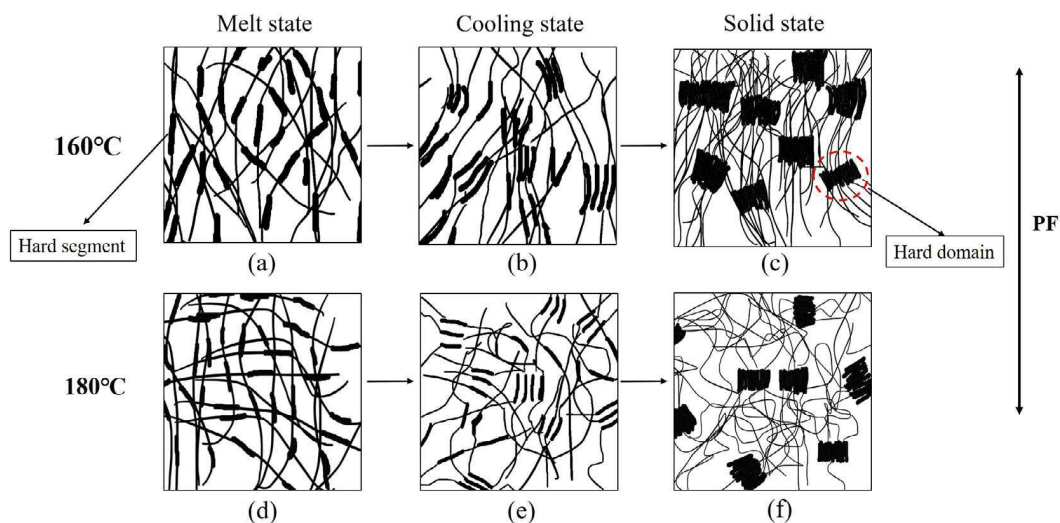 Melt state
Cooling state
Solid state
160℃
Hard segment
(a)
(b)
(c)
Hard domain
PF
180℃
(d)
(e)
(f)